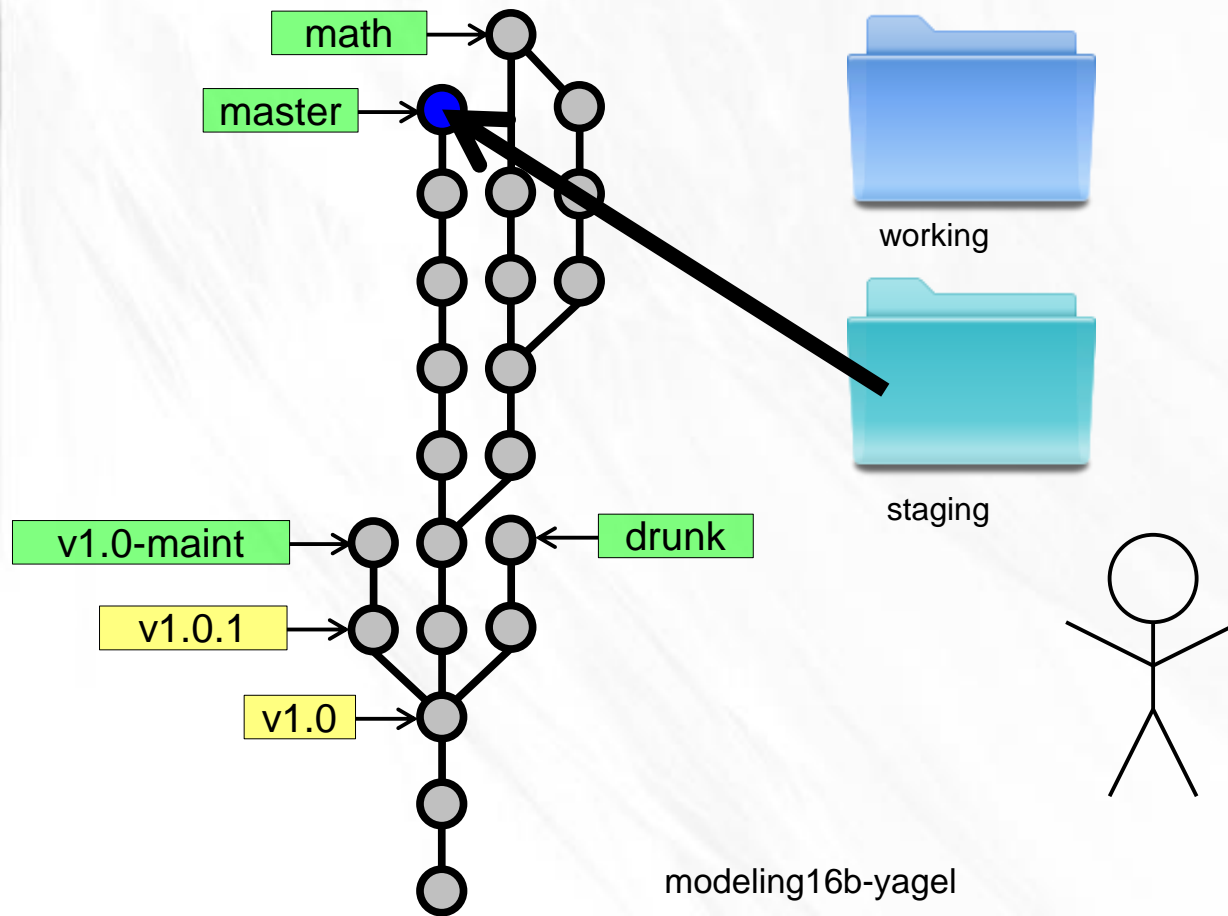 math
master
working
staging
v1.0-maint
drunk
v1.0.1
v1.0
modeling16b-yagel